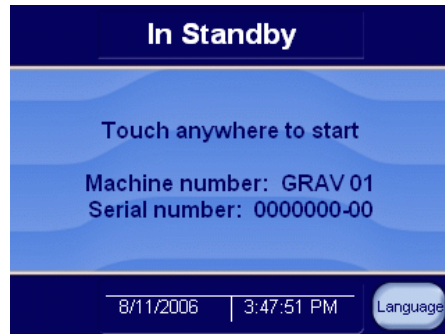 In Standby
Touch anywhere to start
Machine number: GRAV 01
Serial number: 0000000-00
8/11/2006 3:47:51 PM Language